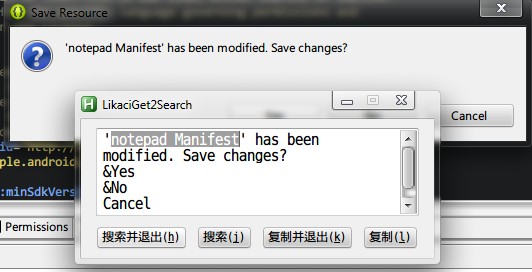 Save Resource
'notepad Manifest' has been modified. Save changes?
Cancel
LikaciGet2Search
'notepad Manifest' has been
modified. Save changes?
&Yes
&No
Cancel
搜索并退出(h)
搜索(j)
复制并退出(k)
复制(l)
ple.android
:minSdkVers
Permissions